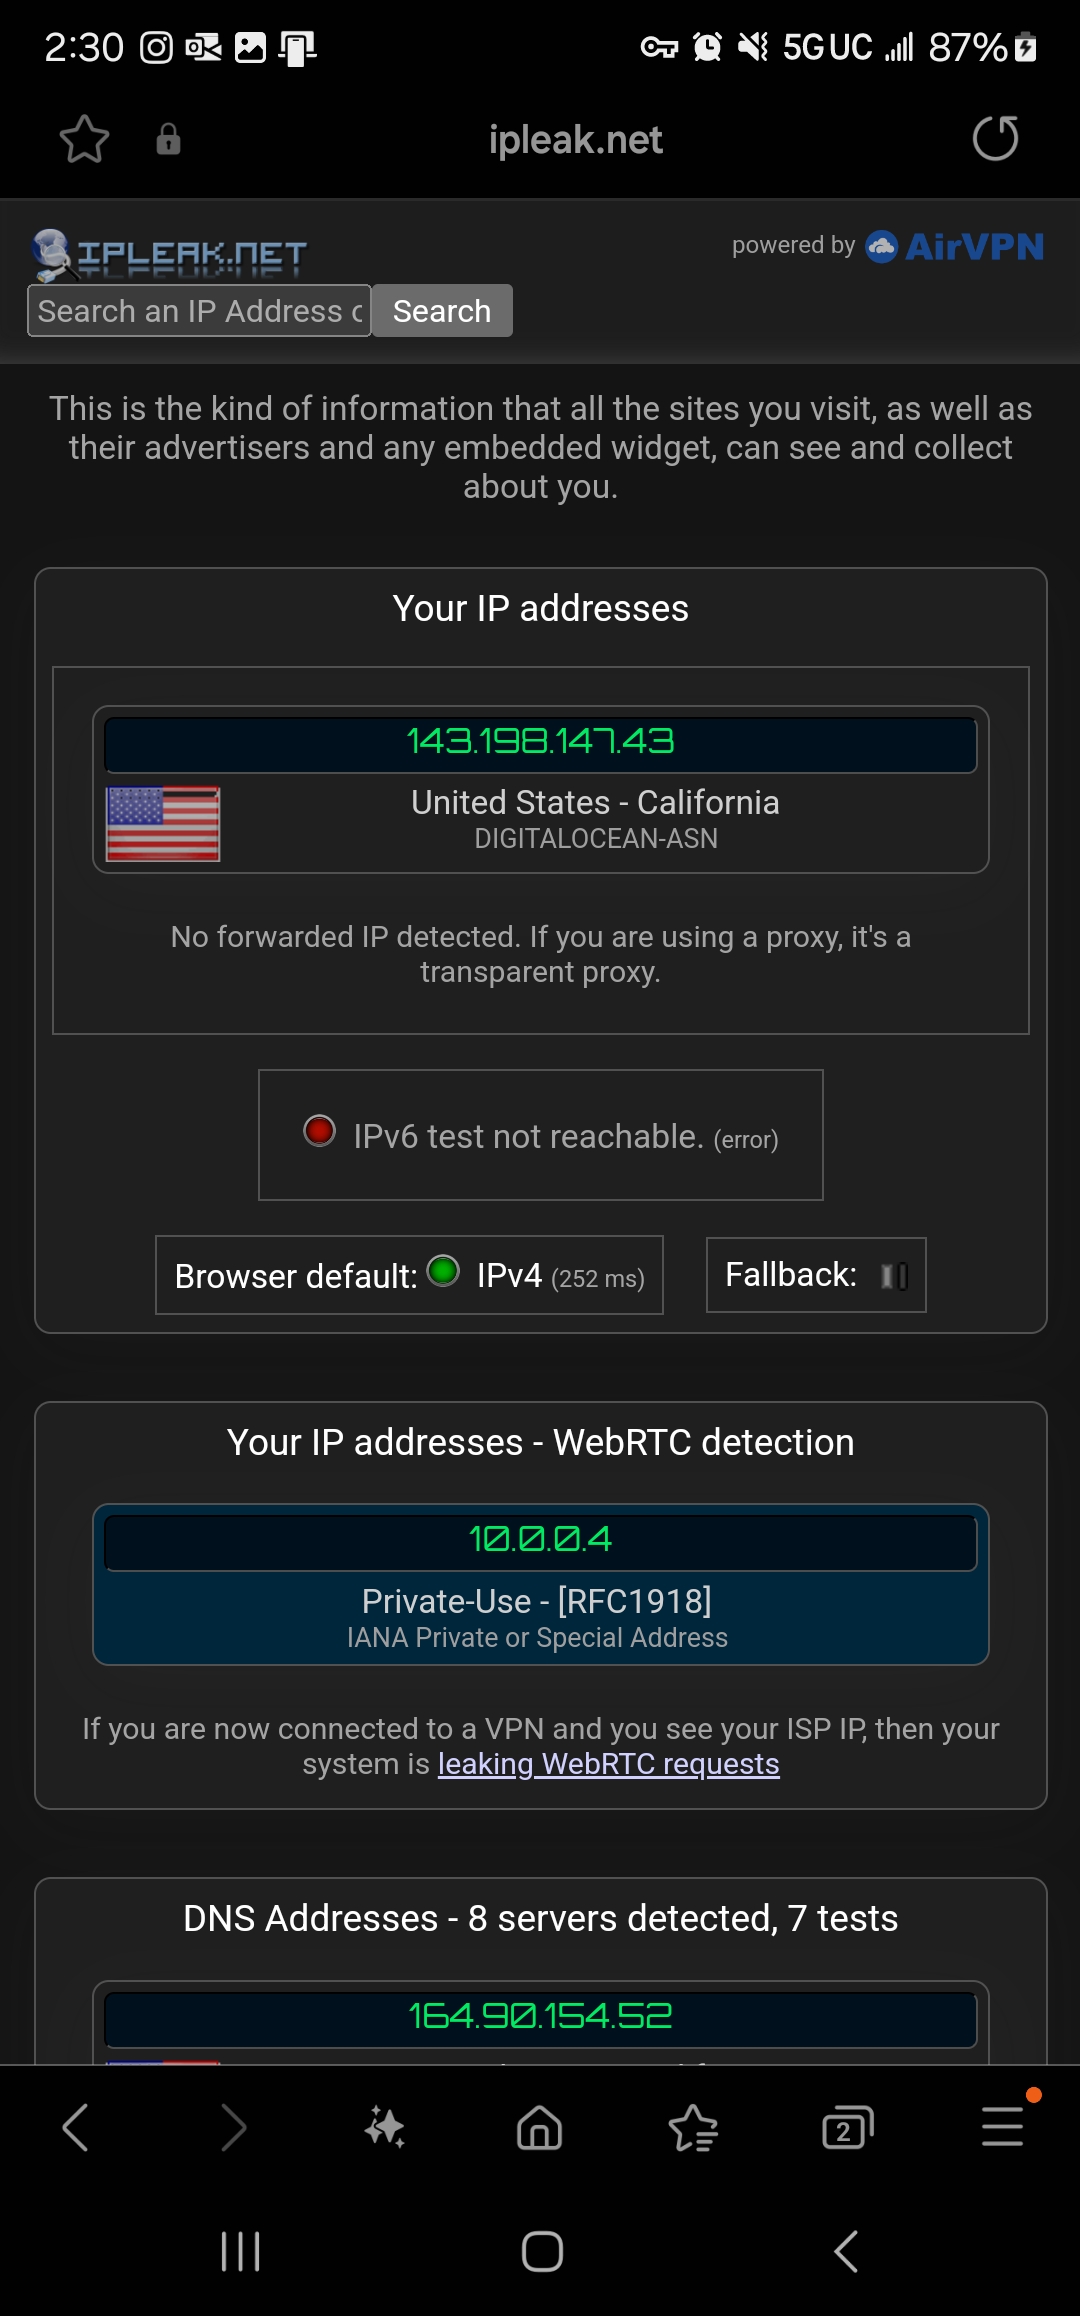 2:30
5G UC 87%
ipleak.net
IPLEAK.NET
powered by AirVPN
Search an IP Address
Search
This is the kind of information that all the sites you visit, as well as
their advertisers and any embedded widget, can see and collect
about you.
Your IP addresses
143.198.147.43
United States - California
DIGITALOCEAN-ASN
No forwarded IP detected. If you are using a proxy, it's a
transparent proxy.
IPv6 test not reachable. (error)
Browser default: IPv4 (252 ms)
Fallback:
Your IP addresses - WebRTC detection
10.0.0.4
Private-Use - [RFC1918]
IANA Private or Special Address
If you are now connected to a VPN and you see your ISP IP, then your
system is leaking WebRTC requests
DNS Addresses - 8 servers detected, 7 tests
164.90.154.52
2